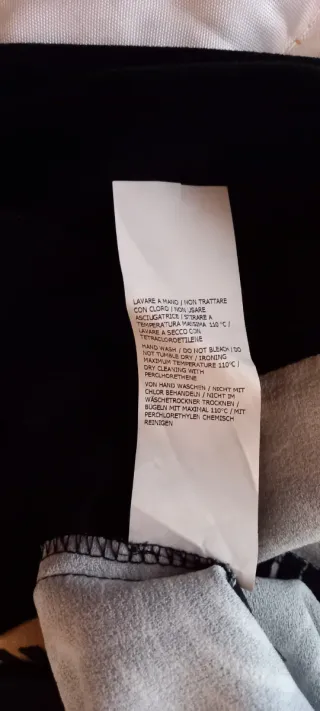 LAVARE A MANO / NON TRATTARE
CON CLORO / NON USARE
ASCIUGATRICE / STIRARE A
TEMPERATURA MASSIMA 110°C /
LAVARE A SECCO CON
TETRACLOROETILENE
HAND WASH / DO NOT BLEACH / DO
NOT TUMBLE DRY / IRONING
MAXIMUM TEMPERATURE 110°C /
DRY CLEANING WITH
PERCLHORETHENE
VON HAND WASCHEN / NICHT MIT
CHLOR BEHANDELN / NICHT IM
WÄSCHETROCKNER TROCKNEN /
BÜGELN MIT MAXIMAL 110°C / MIT
PERCHLORETHYLEN CHEMISCH
REINIGEN